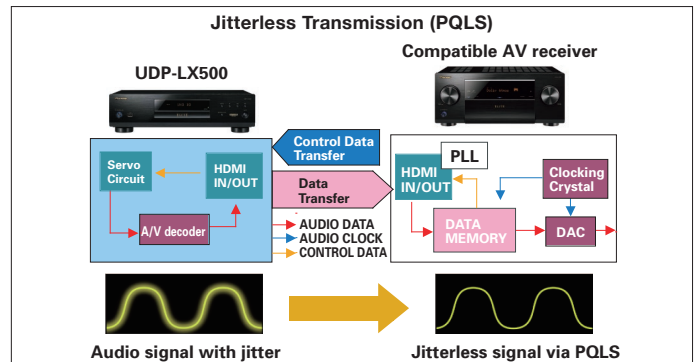 Jitterless Transmission (PQLS)
Compatible AV receiver
UDP-LX500
Control Data
Transfer
Data
Transfer
Servo
Circuit
HDMI
IN/OUT
A/V decoder
AUDIO DATA
AUDIO CLOCK
CONTROL DATA
HDMI
IN/OUT
PLL
DATA
MEMORY
Clocking
Crystal
DAC
Audio signal with jitter
Jitterless signal via PQLS